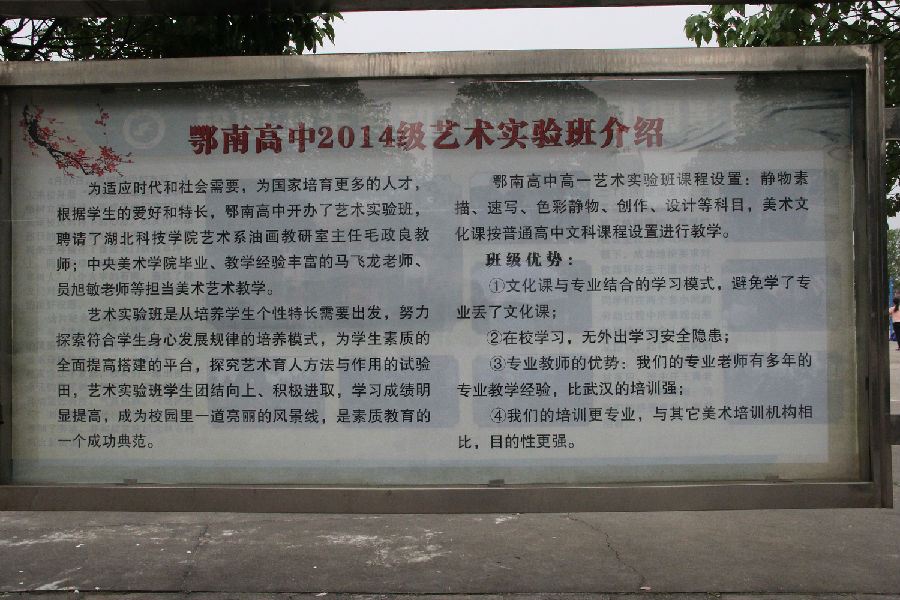 鄂南高中2014级艺术实验班介绍
为适应时代和社会需要，为国家培育更多的人才，
根据学生的爱好和特长，鄂南高中开办了艺术实验班，
聘请了湖北科技学院艺术系油画教研室主任毛政良教
师；中央美术学院毕业、教学经验丰富的马飞龙老师、
员旭敏老师等担当美术艺术教学。
艺术实验班是从培养学生个性特长需要出发，努力
探索符合学生身心发展规律的培养模式，为学生素质的
全面提高搭建的平台，探究艺术育人方法与作用的试验
田，艺术实验班学生团结向上、积极进取，学习成绩明
显提高，成为校园里一道亮丽的风景线，是素质教育的
一个成功典范。
鄂南高中高一艺术实验班课程设置：静物素
描、速写、色彩静物、创作、设计等科目，美术文
化课按普通高中文科课程设置进行教学。
班级优势：
①文化课与专业结合的学习模式，避免学了专
业丢了文化课；
②在校学习，无外出学习安全隐患；
③专业教师的优势：我们的专业老师有多年的
专业教学经验，比武汉的培训强；
④我们的培训更专业，与其它美术培训机构相
比，目的性更强。